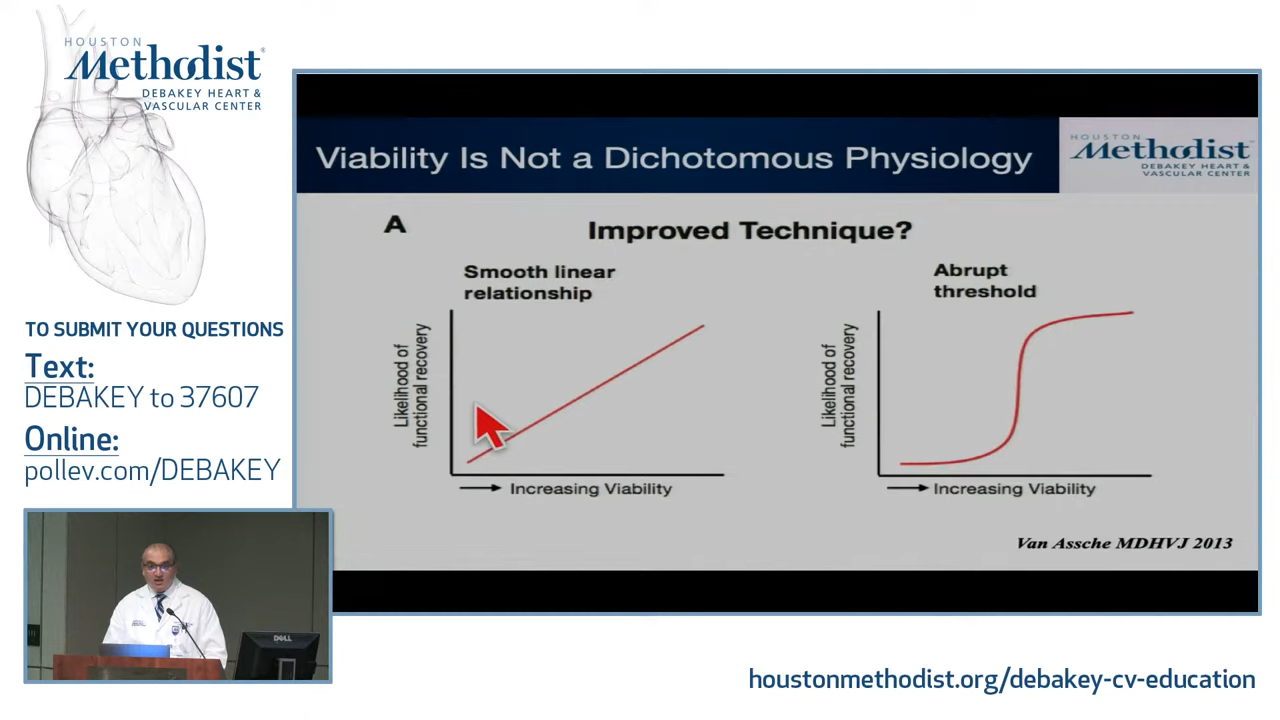 HOUSTON
Methodist
DEBAKEY HEART &
VASCULAR CENTER
TO SUBMIT YOUR QUESTIONS
Text:
DEBAKEY to 37607
Online:
pollev.com/DEBAKEY
Viability Is Not a Dichotomous Physiology
HOUSTON
Methodist
DEBAKEY HEART &
VASCULAR CENTER
A
Improved Technique?
Smooth linear
relationship
Likelihood of
functional recovery
Increasing Viability
Abrupt
threshold
Likelihood of
functional recovery
Increasing Viability
Van Assche MDHVJ 2013
DELL
houstonmethodist.org/debakey-cv-education